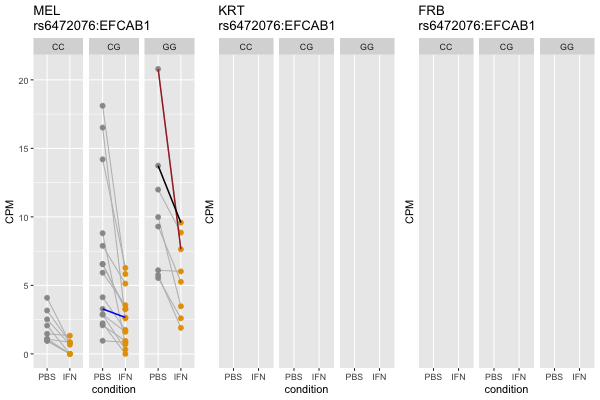 MEL
rs6472076:EFCAB1
CC CG GG
CPM
20
15
10
5
0
PBS IFN PBS IFN PBS IFN
condition
KRT
rs6472076:EFCAB1
CC CG GG
CPM
PBS IFN PBS IFN PBS IFN
condition
FRB
rs6472076:EFCAB1
CC CG GG
CPM
PBS IFN PBS IFN PBS IFN
condition